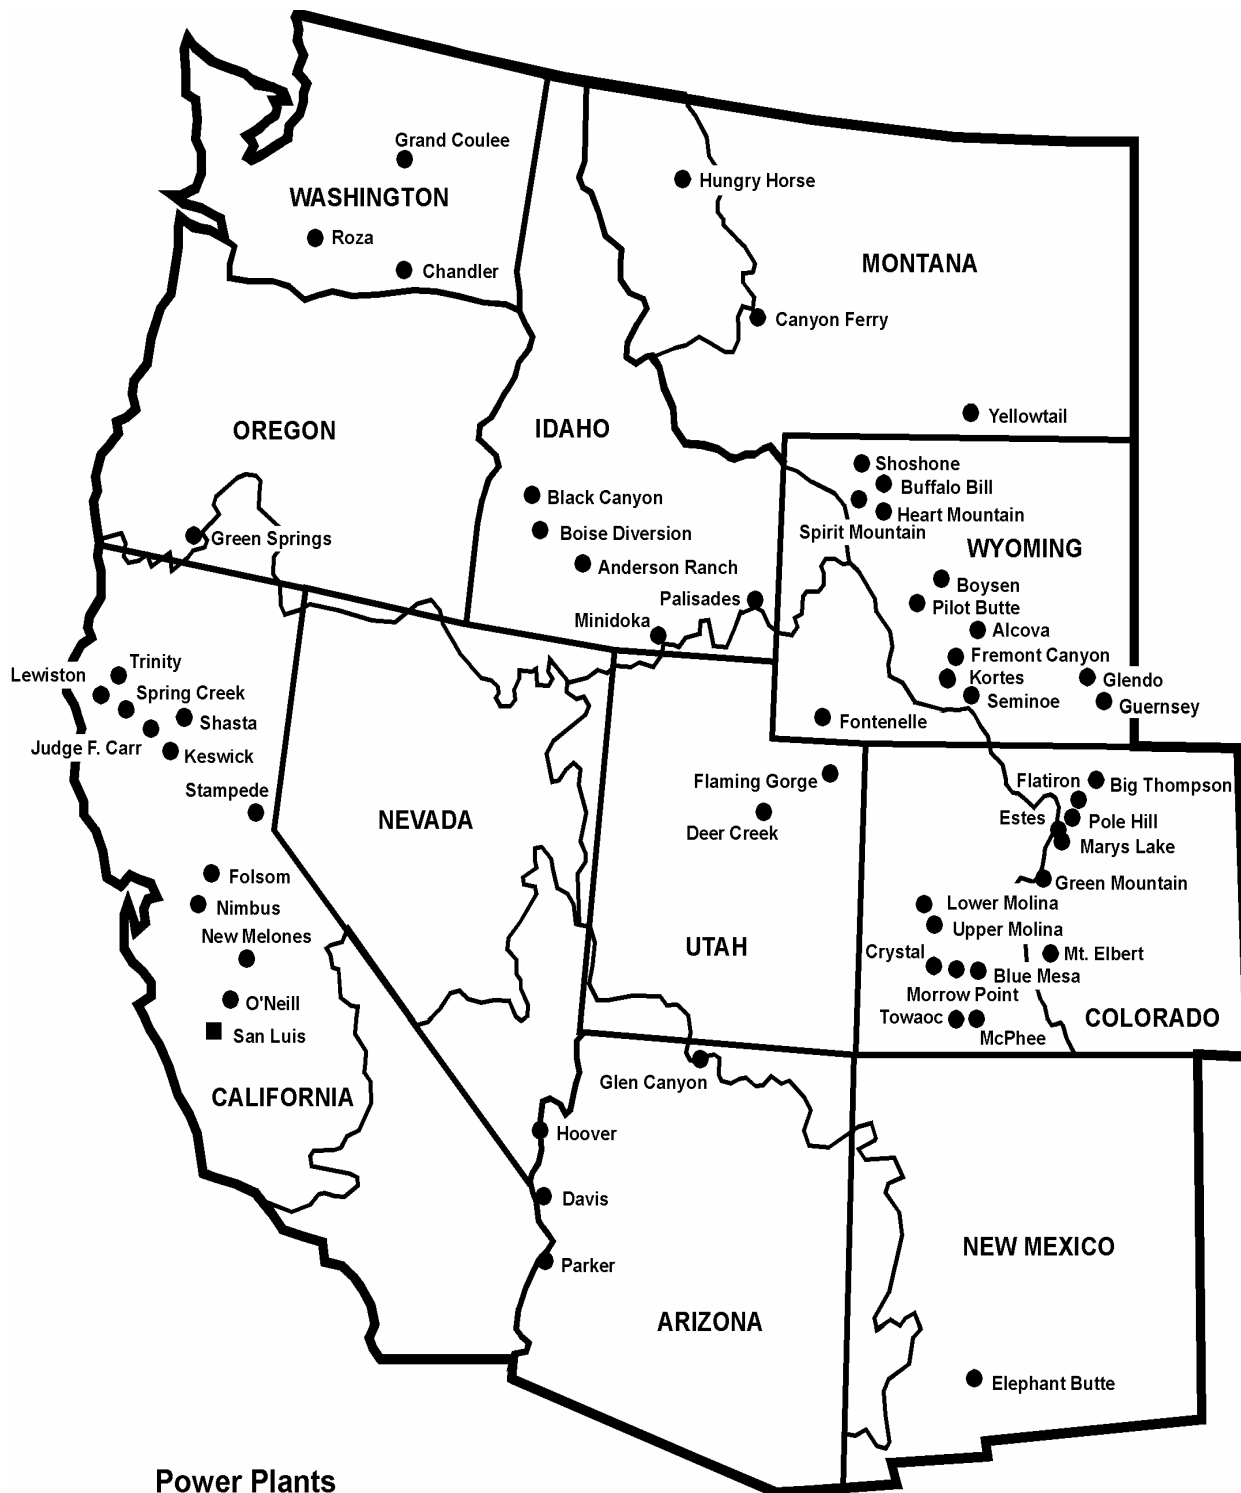 Grand Coulee
WASHINGTON
Hungry Horse
Roza
MONTANA
Chandler
Canyon Ferry
Yellowtail
OREGON
IDAHO
Shoshone
Buffalo Bill
Black Canyon
Heart Mountain
Spirit Mountain
Boise Diversion
Green Springs
WYOMING
Anderson Ranch
Boysen
Palisades
Pilot Butte
Minidoka
Alcova
Fremont Canyon
Trinity
Lewiston
Kortes
Glendo
Spring Creek
Seminoe
Guernsey
Shasta
Fontenelle
Judge F. Carr
Keswick
Flaming Gorge
Flatiron
Big Thompson
Stampede
Estes
NEVADA
Pole Hill
Deer Creek
Marys Lake
Folsom
Green Mountain
Nimbus
Lower Molina
New Melones
Upper Molina
UTAH
Crystal
Mt. Elbert
Blue Mesa
O'Neill
Morrow Point
Towaoc
COLORADO
San Luis
McPhee
Glen Canyon
CALIFORNIA
Hoover
Davis
NEW MEXICO
Parker
ARIZONA
Elephant Butte
Power Plants